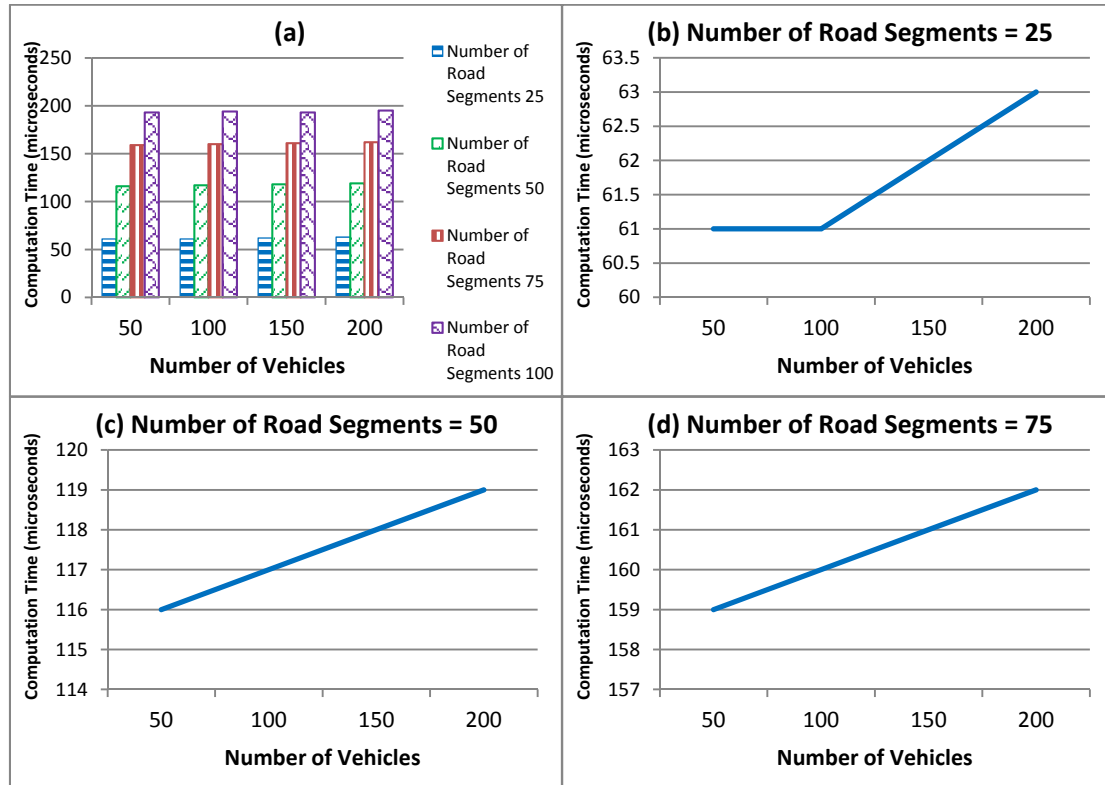 (a)
Computation Time (microseconds)
250
200
150
100
50
0
50 100 150 200
Number of Vehicles
Number of
Road
Segments 25
Number of
Road
Segments 50
Number of
Road
Segments 75
Number of
Road
Segments 100
(b) Number of Road Segments = 25
Computation Time (microseconds)
63.5
63
62.5
62
61.5
61
60.5
60
50 100 150 200
Number of Vehicles
(c) Number of Road Segments = 50
Computation Time (microseconds)
120
119
118
117
116
115
114
50 100 150 200
Number of Vehicles
(d) Number of Road Segments = 75
Computation Time (microseconds)
163
162
161
160
159
158
157
50 100 150 200
Number of Vehicles